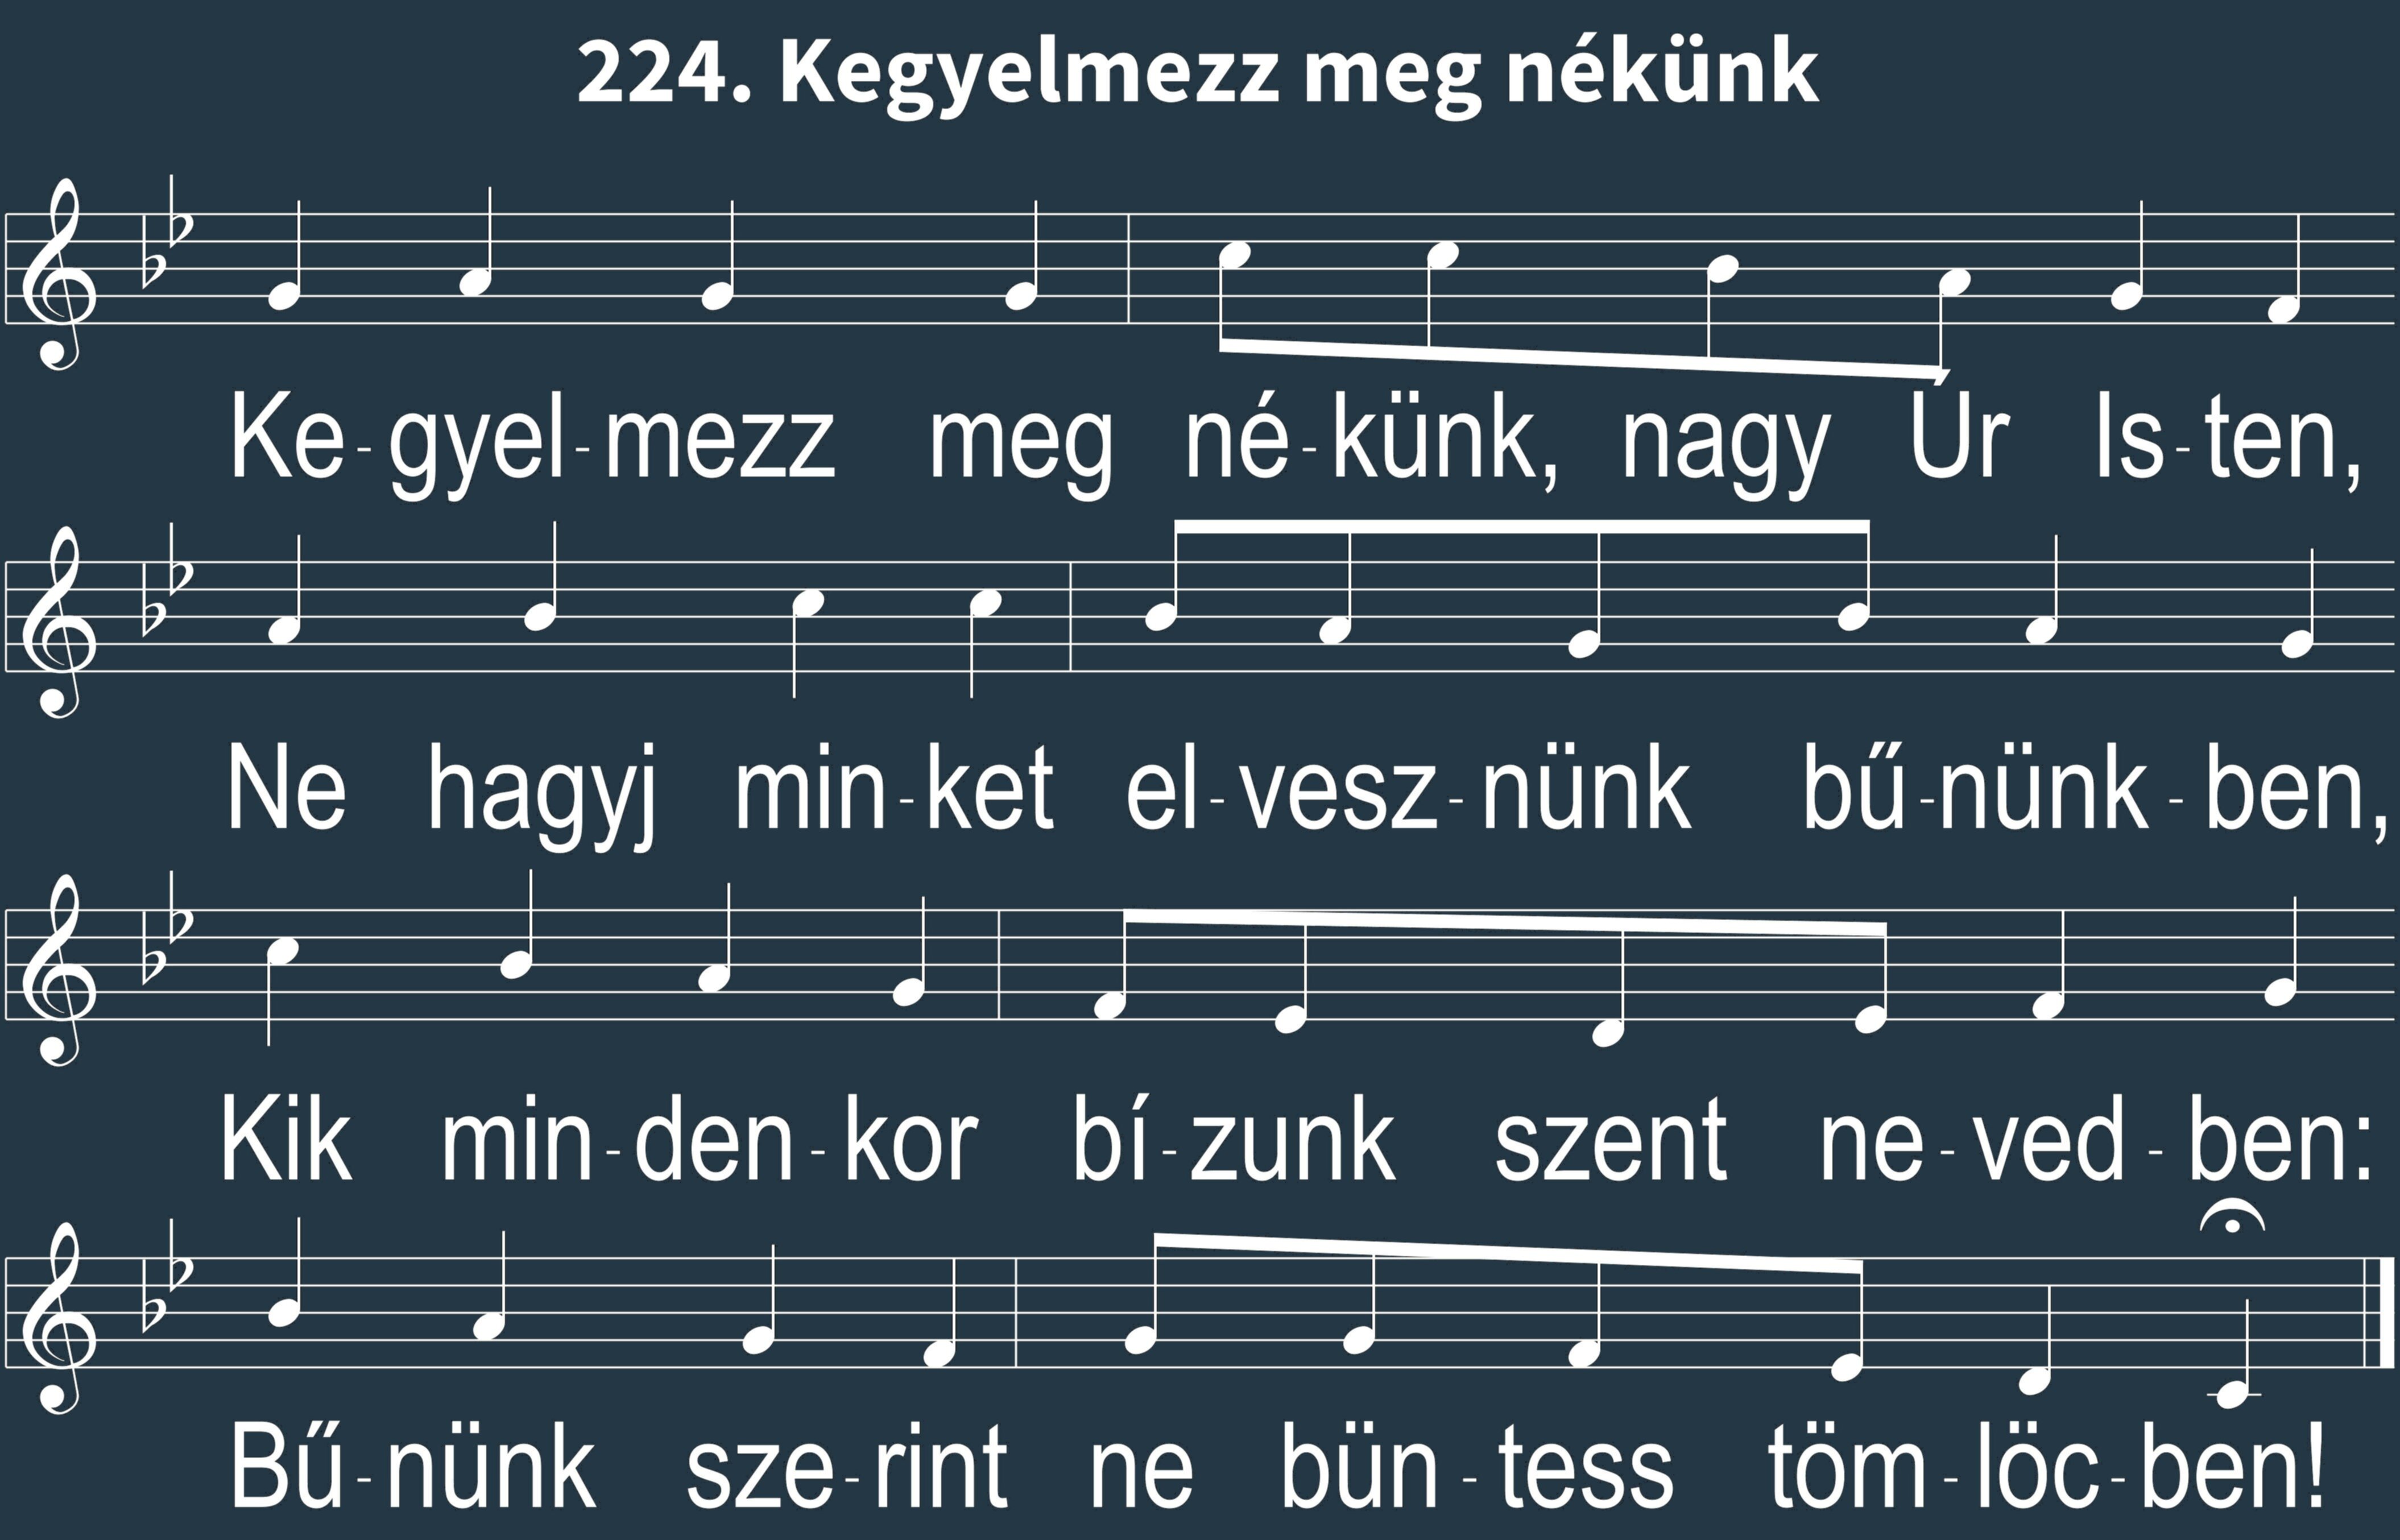 224. Kegyelmezz meg nékünk
Ke-gyel-mezz meg né-künk, nagy Úr Is-ten,
Ne hagyj min-ket el-vesz-nünk bű-nünk-ben,
Kik min-den-kor bí-zunk szent ne-ved-ben:
Bű-nünk sze-rint ne bün-tess töm-löc-ben!